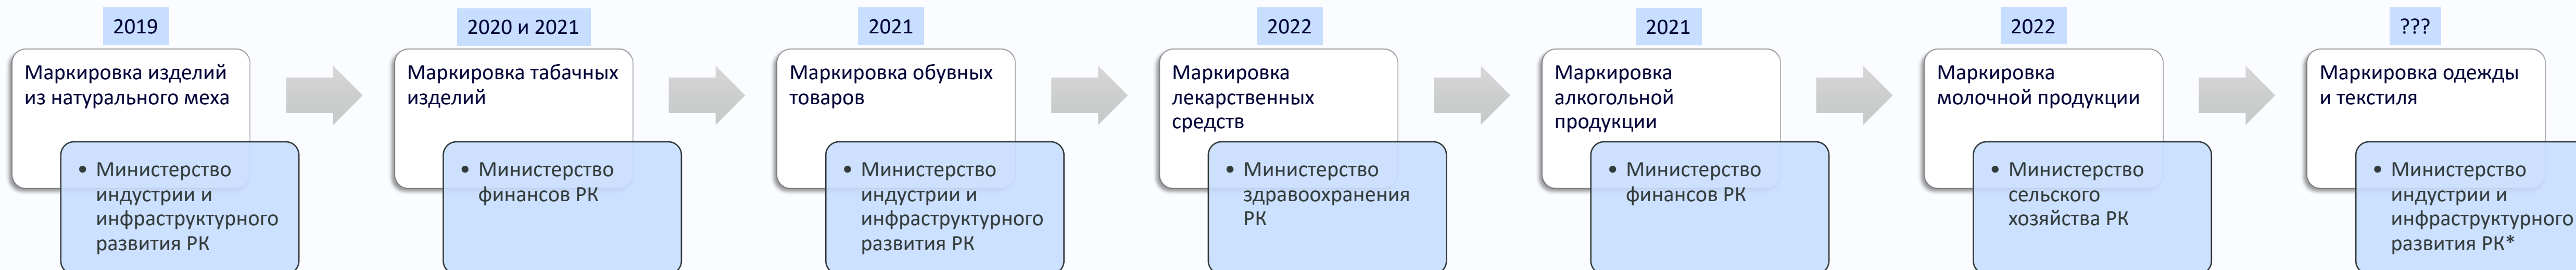 2019
Маркировка изделий
из натурального меха
• Министерство
индустрии и
инфраструктурного
развития РК
2020 и 2021
Маркировка табачных
изделий
• Министерство
финансов РК
2021
Маркировка обувных
товаров
• Министерство
индустрии и
инфраструктурного
развития РК
2022
Маркировка
лекарственных
средств
• Министерство
здравоохранения
РК
2021
Маркировка
алкогольной
продукции
• Министерство
финансов РК
2022
Маркировка
молочной продукции
• Министерство
сельского
хозяйства РК
???
Маркировка одежды
и текстиля
• Министерство
индустрии и
инфраструктурного
развития РК*